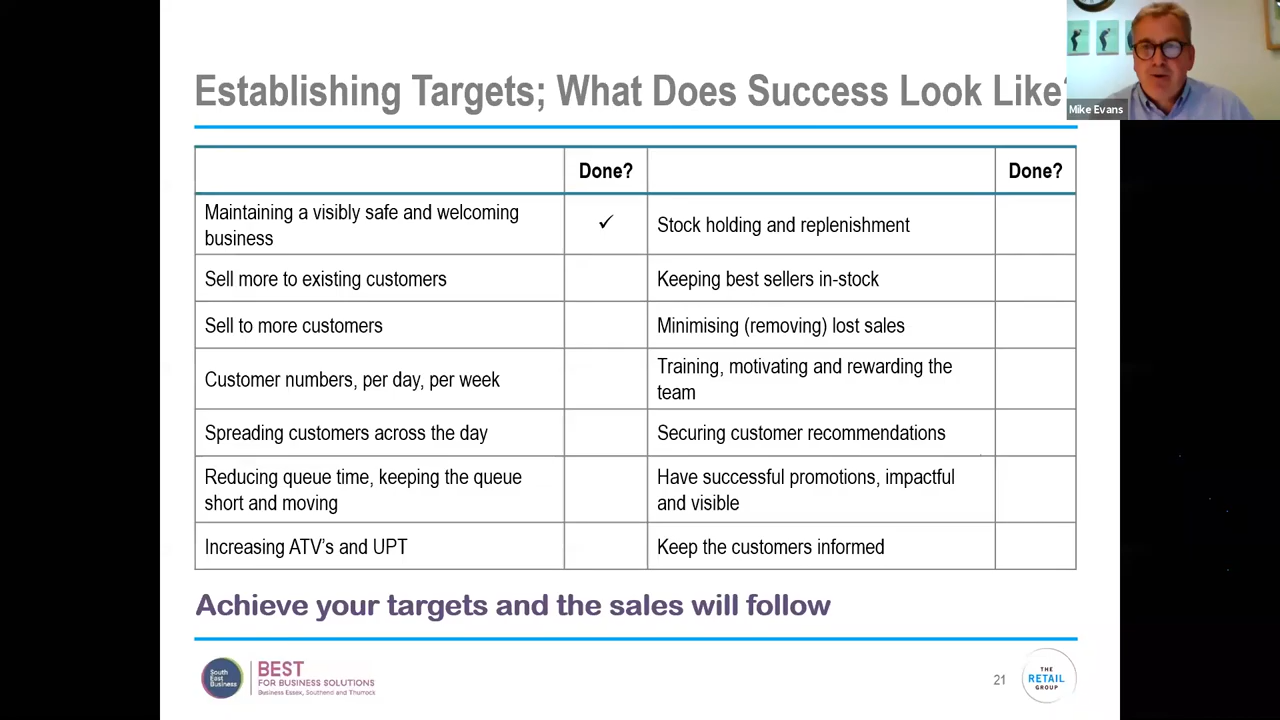 Establishing Targets; What Does Success Look Like?
Mike Evans
Done?
Done?
Maintaining a visibly safe and welcoming
business
✓
Stock holding and replenishment
Sell more to existing customers
Keeping best sellers in-stock
Sell to more customers
Minimising (removing) lost sales
Customer numbers, per day, per week
Training, motivating and rewarding the
team
Spreading customers across the day
Securing customer recommendations
Reducing queue time, keeping the queue
short and moving
Have successful promotions, impactful
and visible
Increasing ATV's and UPT
Keep the customers informed
Achieve your targets and the sales will follow
South
East
Business
BEST
FOR BUSINESS SOLUTIONS
Business Essex, Southend and Thurrock
21
THE
RETAIL
GROUP